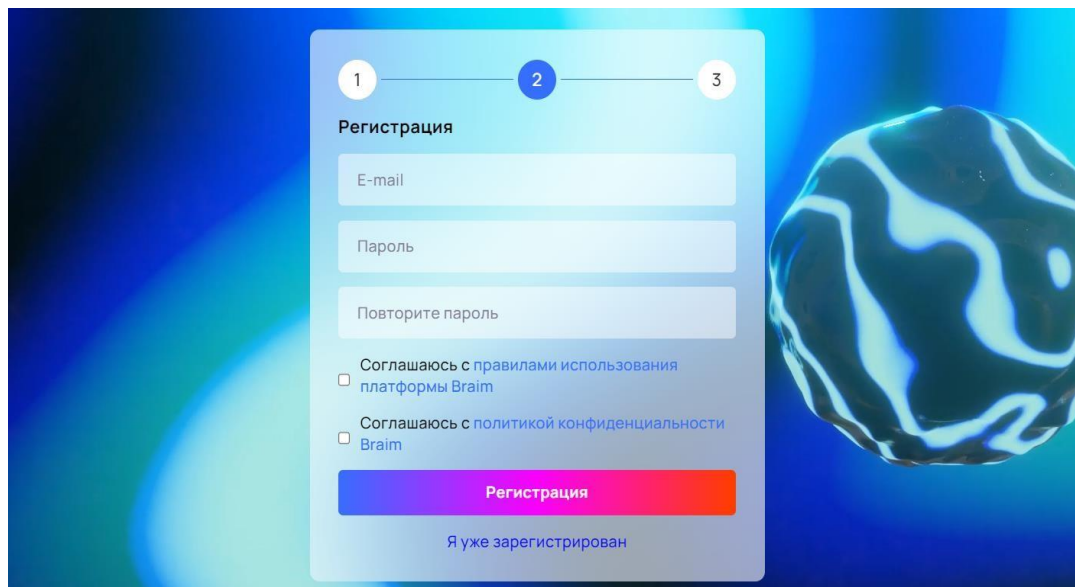 1 2 3
Регистрация
E-mail
Пароль
Повторите пароль
Соглашаюсь с правилами использования
платформы Braim
Соглашаюсь с политикой конфиденциальности
Braim
Регистрация
Я уже зарегистрирован